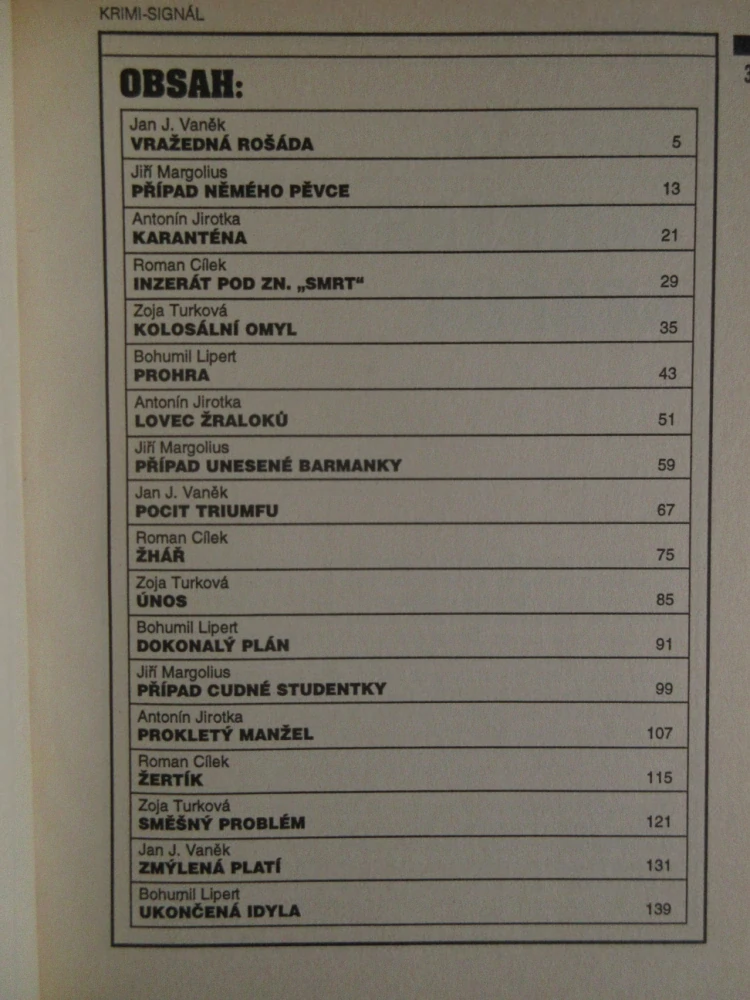 KRIMI-SIGNÁL
OBSAH:
Jan J. Vaněk
VRAŽEDNÁ ROŠÁDA 5
Jiří Margolius
PŘÍPAD NĚMÉHO PĚVCE 13
Antonín Jirotka
KARANTÉNA 21
Roman Cílek
INZERÁT POD ZN. „SMRT“ 29
Zoja Turková
KOLOSÁLNÍ OMYL 35
Bohumil Lipert
PROHRA 43
Antonín Jirotka
LOVEC ŽRALOKŮ 51
Jiří Margolius
PŘÍPAD UNESENÉ BARMANKY 59
Jan J. Vaněk
POCIT TRIUMFU 67
Roman Cílek
ŽHÁŘ 75
Zoja Turková
ÚNOS 85
Bohumil Lipert
DOKONALÝ PLÁN 91
Jiří Margolius
PŘÍPAD CUDNÉ STUDENTKY 99
Antonín Jirotka
PROKLETÝ MANŽEL 107
Roman Cílek
ŽERTÍK 115
Zoja Turková
SMĚŠNÝ PROBLÉM 121
Jan J. Vaněk
ZMÝLENÁ PLATÍ 131
Bohumil Lipert
UKONČENÁ IDYLA 139